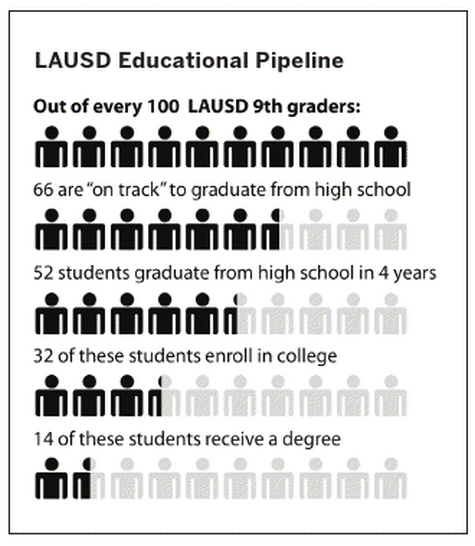 LAUSD Educational Pipeline
Out of every 100 LAUSD 9th graders:
66 are “on track” to graduate from high school
52 students graduate from high school in 4 years
32 of these students enroll in college
14 of these students receive a degree